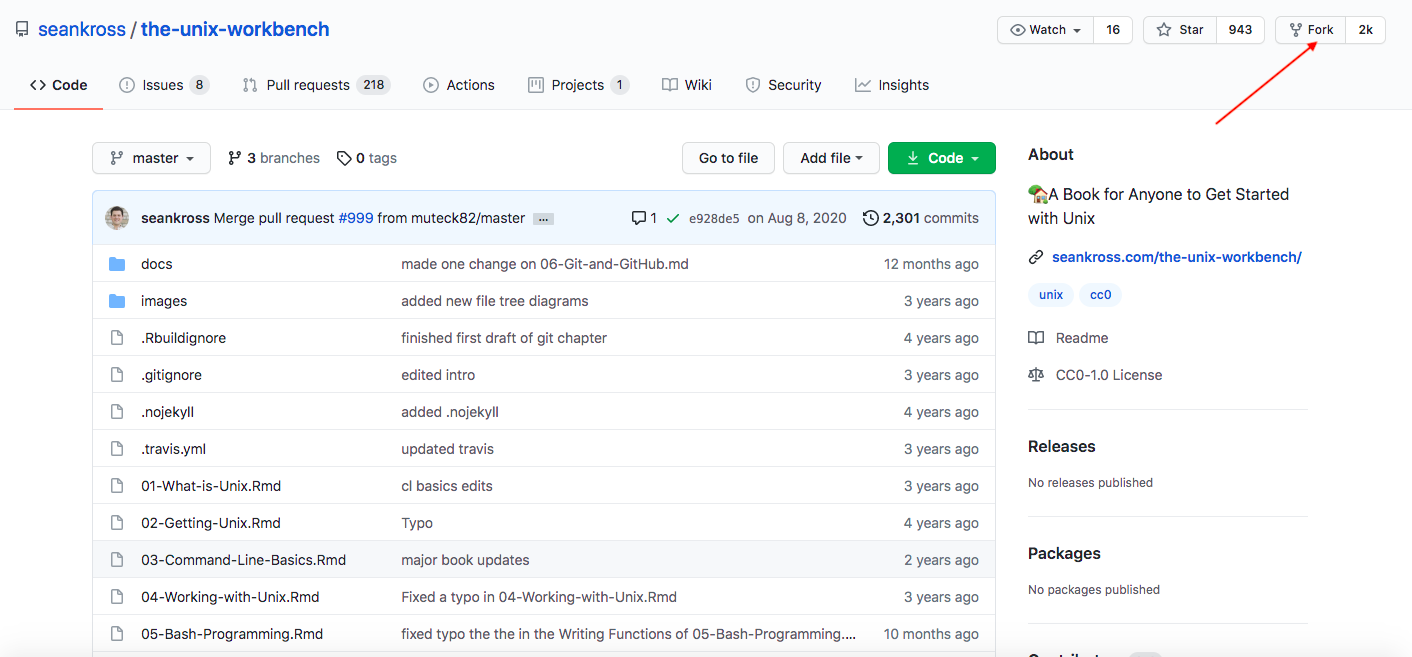 seankross / the-unix-workbench
Watch 16 Star 943 Fork 2k
Code Issues 8 Pull requests 218 Actions Projects 1 Wiki Security Insights
master 3 branches 0 tags
Go to file Add file Code
seankross Merge pull request #999 from muteck82/master ... 1 e928de5 on Aug 8, 2020 2,301 commits
docs made one change on 06-Git-and-GitHub.md 12 months ago
images added new file tree diagrams 3 years ago
.Rbuildignore finished first draft of git chapter 4 years ago
.gitignore edited intro 3 years ago
.nojekyll added .nojekyll 4 years ago
.travis.yml updated travis 3 years ago
01-What-is-Unix.Rmd cl basics edits 3 years ago
02-Getting-Unix.Rmd Typo 4 years ago
03-Command-Line-Basics.Rmd major book updates 2 years ago
04-Working-with-Unix.Rmd Fixed a typo in 04-Working-with-Unix.Rmd 3 years ago
05-Bash-Programming.Rmd fixed typo the the in the Writing Functions of 05-Bash-Programming.... 10 months ago
About
A Book for Anyone to Get Started
with Unix
seankross.com/the-unix-workbench/
unix cc0
Readme
CC0-1.0 License
Releases
No releases published
Packages
No packages published